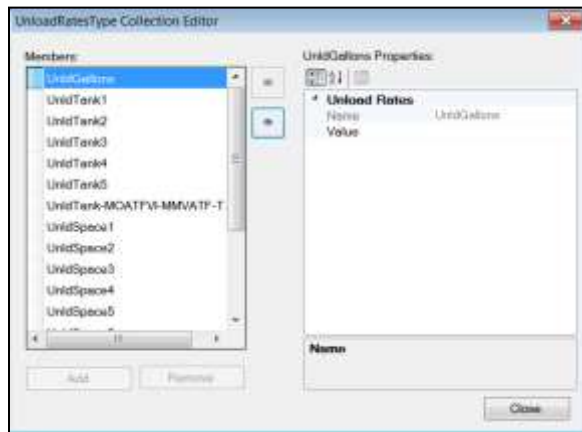 UnloadRatesType Collection Editor
Members:
UnldGallons
UnldTank1
UnldTank2
UnldTank3
UnldTank4
UnldTank5
UnldTank-MOATFVI-MMVATF-T
UnldSpace1
UnldSpace2
UnldSpace3
UnldSpace4
UnldSpace5
Add
Remove
UnldGallons Properties:
Unload Rates
Name UnldGallons
Value
Name
Close